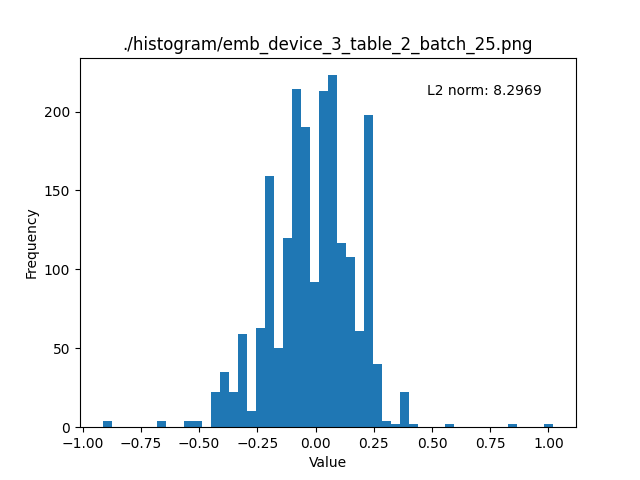 ./histogram/emb_device_3_table_2_batch_25.png
L2 norm: 8.2969
200
150
100
50
0
Frequency
−1.00 −0.75 −0.50 −0.25 0.00 0.25 0.50 0.75 1.00
Value